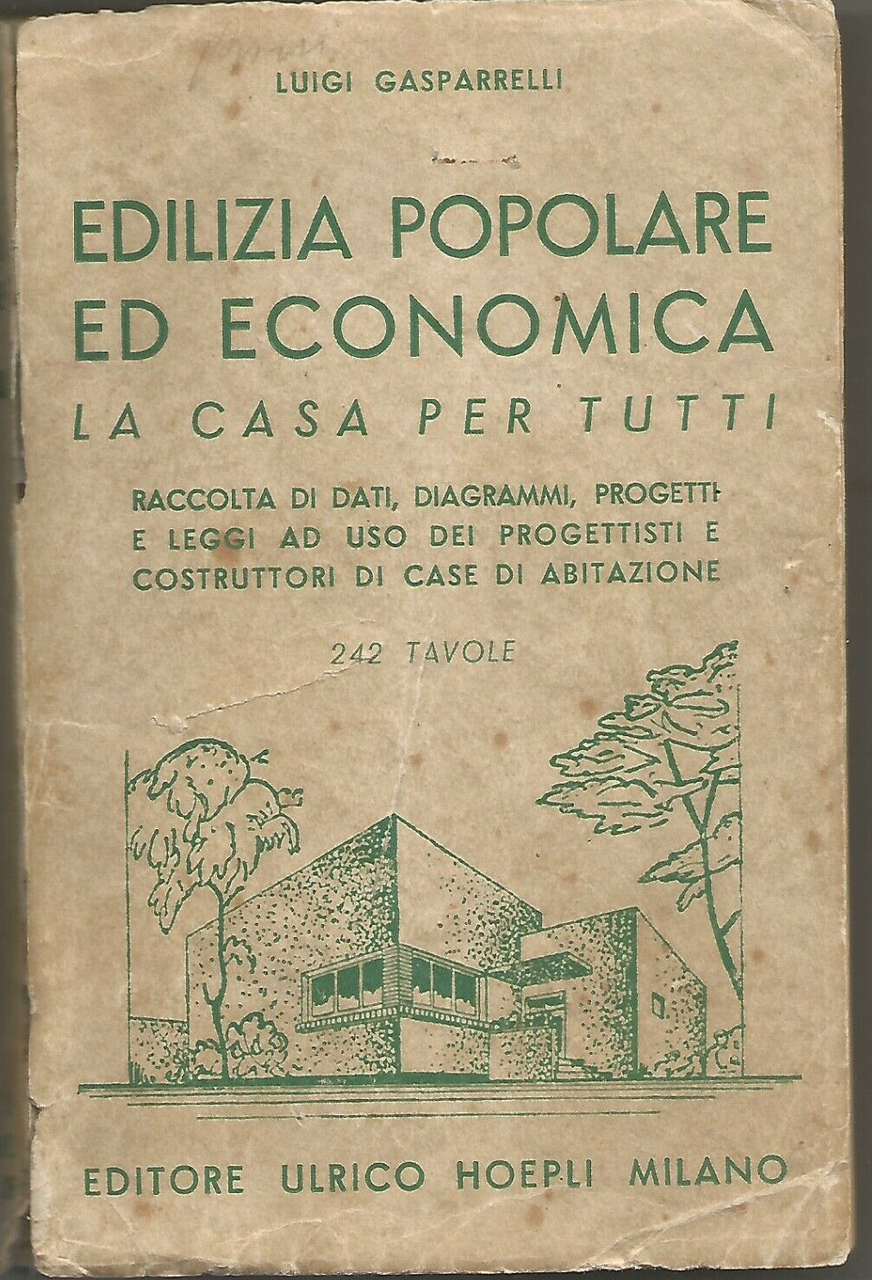 LUIGI GASPARRELLI
EDILIZIA POPOLARE
ED ECONOMICA
LA CASA PER TUTTI
RACCOLTA DI DATI, DIAGRAMMI, PROGETTI
E LEGGI AD USO DEI PROGETTISTI E
COSTRUTTORI DI CASE DI ABITAZIONE
242 TAVOLE
EDITORE ULRICO HOEPLI MILANO